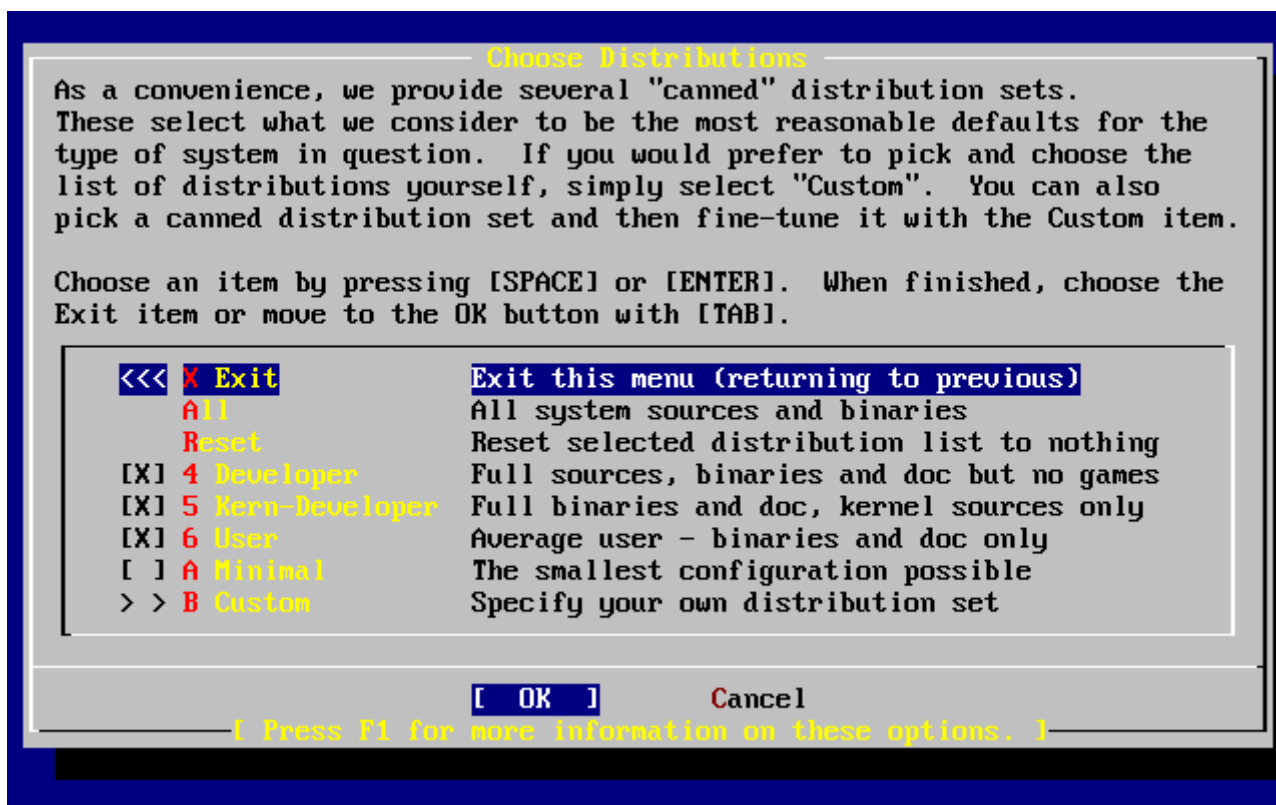 Choose Distributions
As a convenience, we provide several "canned" distribution sets.
These select what we consider to be the most reasonable defaults for the
type of system in question.  If you would prefer to pick and choose the
list of distributions yourself, simply select "Custom".  You can also
pick a canned distribution set and then fine-tune it with the Custom item.
Choose an item by pressing [SPACE] or [ENTER].  When finished, choose the
Exit item or move to the OK button with [TAB].
<<< X Exit Exit this menu (returning to previous)
All All system sources and binaries
Reset Reset selected distribution list to nothing
[X] 4 Developer Full sources, binaries and doc but no games
[X] 5 Kern-Developer Full binaries and doc, kernel sources only
[X] 6 User Average user - binaries and doc only
[ ] A Minimal The smallest configuration possible
> > B Custom Specify your own distribution set
[ OK ] Cancel
[ Press F1 for more information on these options. ]